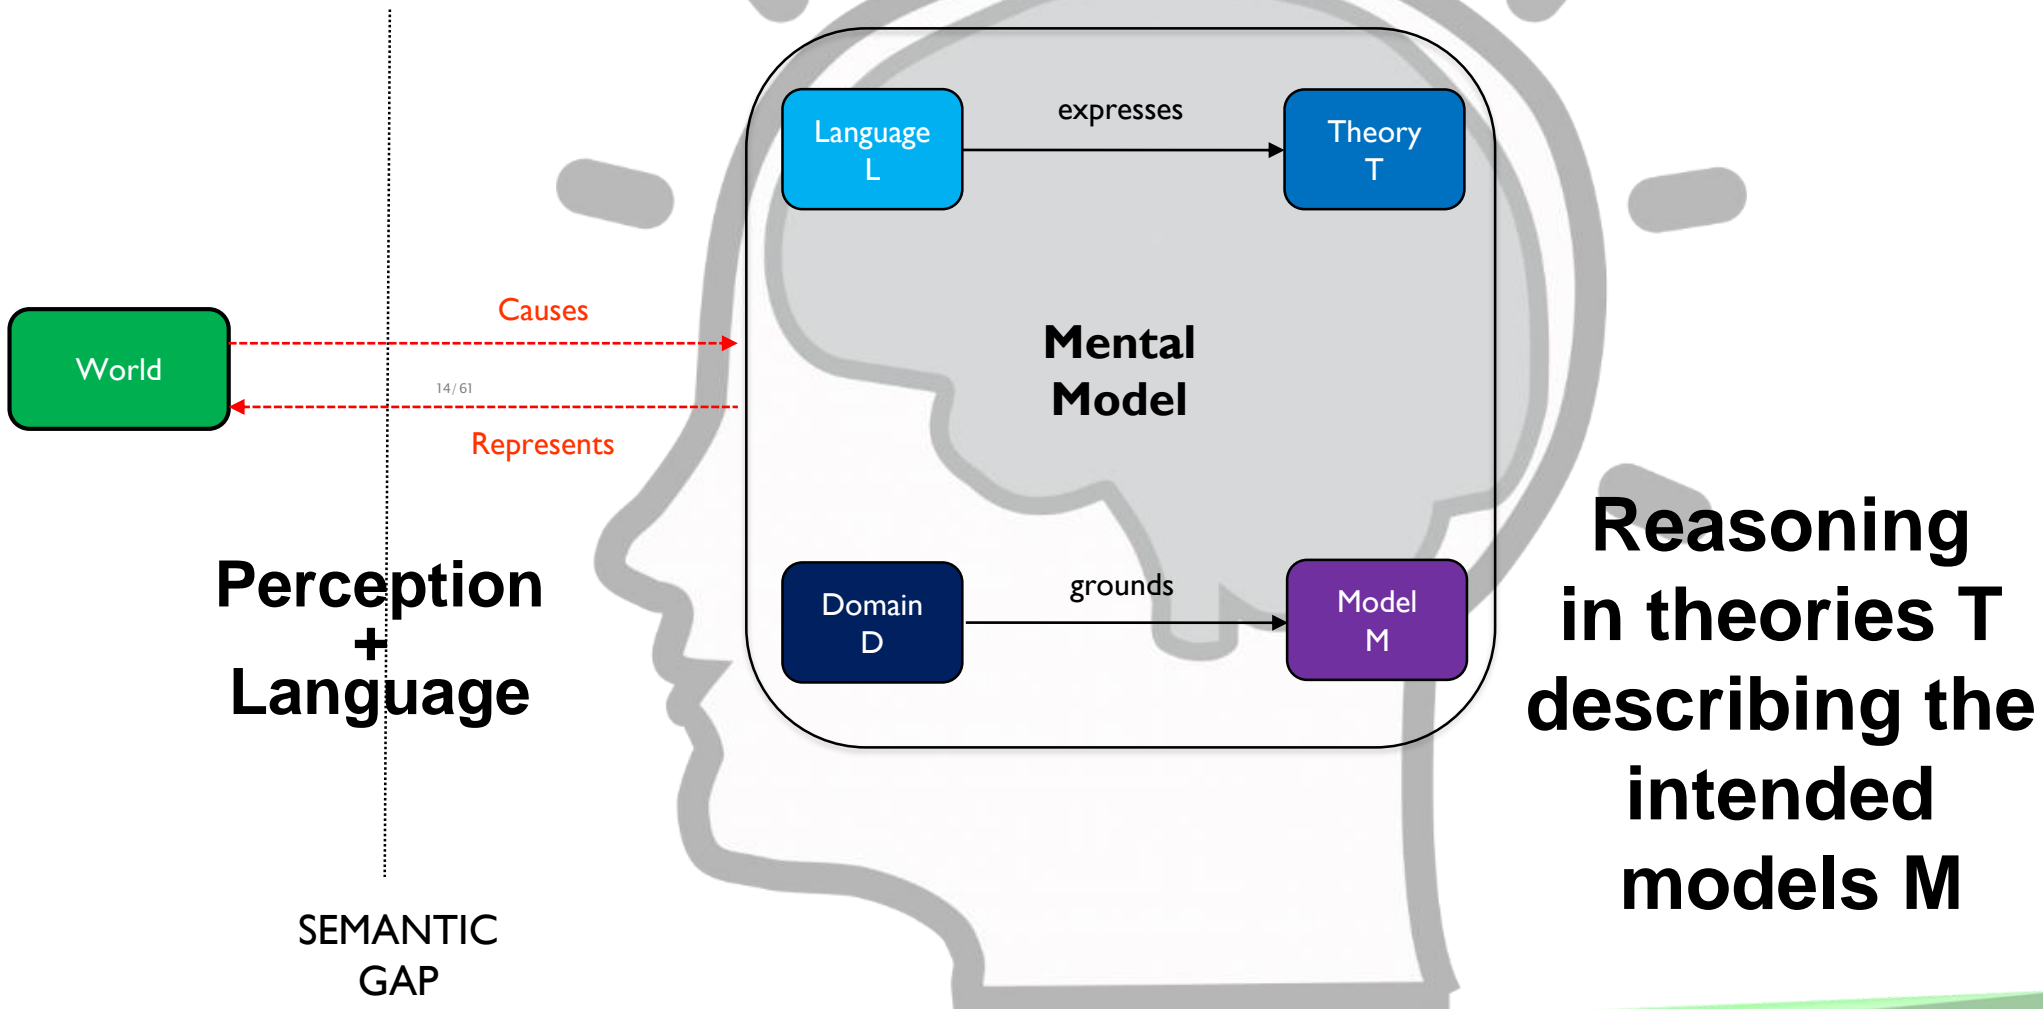 expresses
Language
L
Theory
T
Causes
World
Mental
Model
14/61
Represents
Perception
+
Language
grounds
Domain
D
Model
M
Reasoning
in theories T
describing the
intended
models M
SEMANTIC
GAP